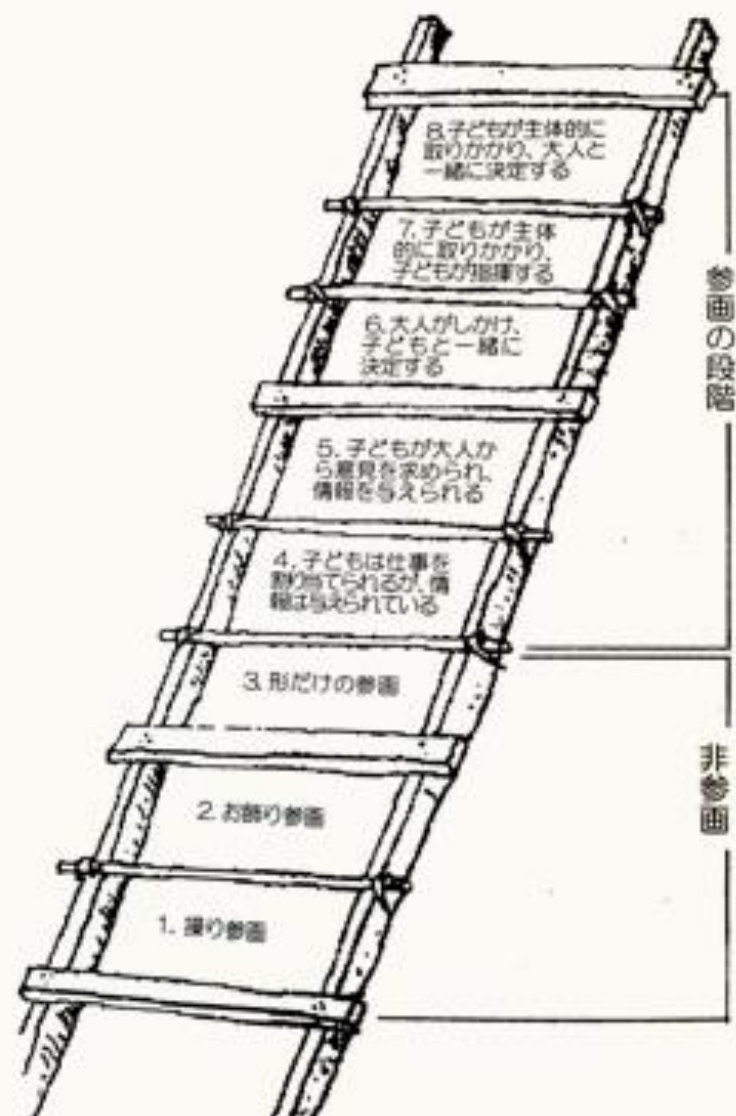 8.子どもが主体的に
取りかかり、大人と
一緒に決定する
7.子どもが主体
的に取りかかり、
子どもが指揮する
6.大人がしかけ、
子どもと一緒に
決定する
5.子どもが大人か
ら意見を求められ、
情報を与えられる
4.子どもは仕事を
割り当てられるが、情
報は与えられている
3.形だけの参画
2.お飾り参画
1.操り参画
参画の段階
非参画